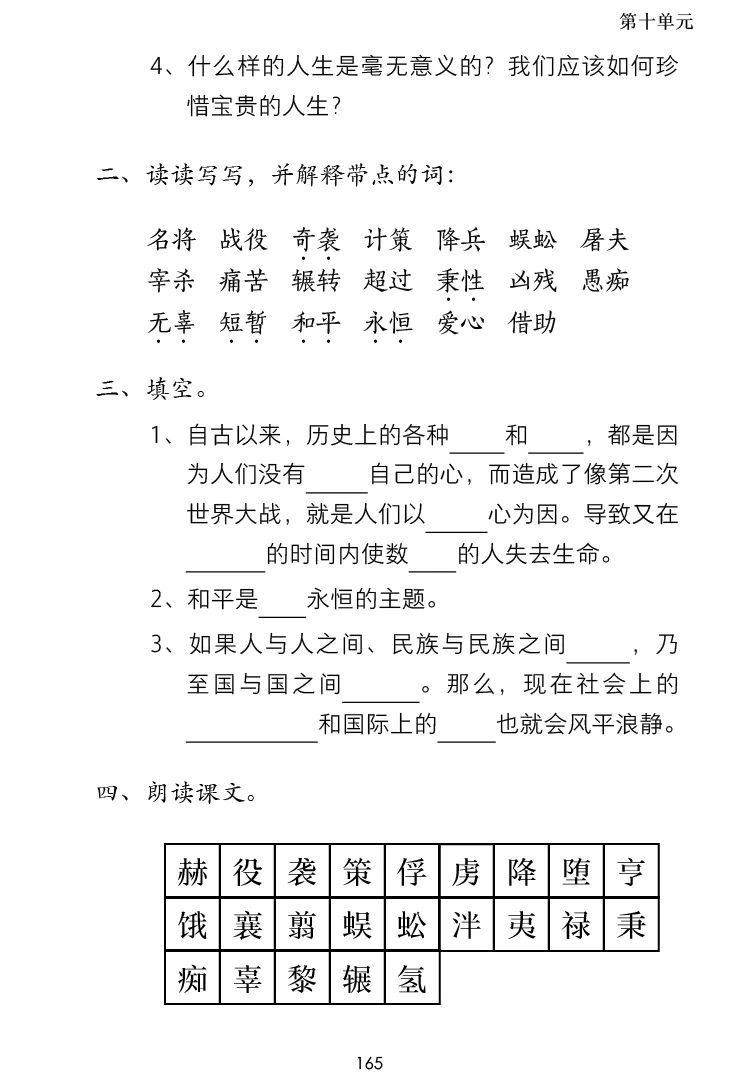 第十单元
4、什么样的人生是毫无意义的？我们应该如何珍
惜宝贵的人生？
二、读读写写，并解释带点的词：
名将 战役 奇袭 计策 降兵 蜈蚣 屠夫
宰杀 痛苦 辗转 超过 秉性 凶残 愚痴
无辜 短暂 和平 永恒 爱心 借助
三、填空。
1、自古以来，历史上的各种____和____，都是因
为人们没有____自己的心，而造成了像第二次
世界大战，就是人们以____心为因。导致又在
____的时间内使数____的人失去生命。
2、和平是____永恒的主题。
3、如果人与人之间、民族与民族之间____，乃
至国与国之间____。那么，现在社会上的
____和国际上的____也就会风平浪静。
四、朗读课文。
赫 役 袭 策 俘 虏 降 堕 亨
饿 襄 翦 蜈 蚣 泮 夷 禄 秉
痴 辜 黎 辗 氢
165